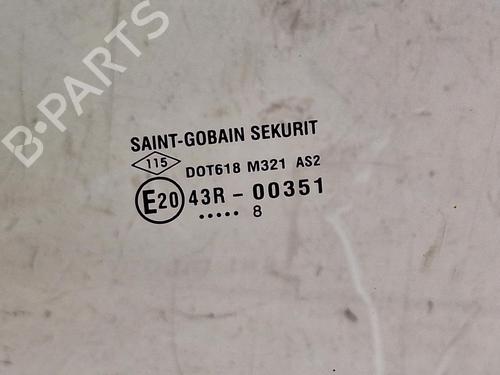 B-PARTS
SAINT-GOBAIN SEKURIT
115 DOT618 M321 AS2
E20 43R - 00351
..... 8